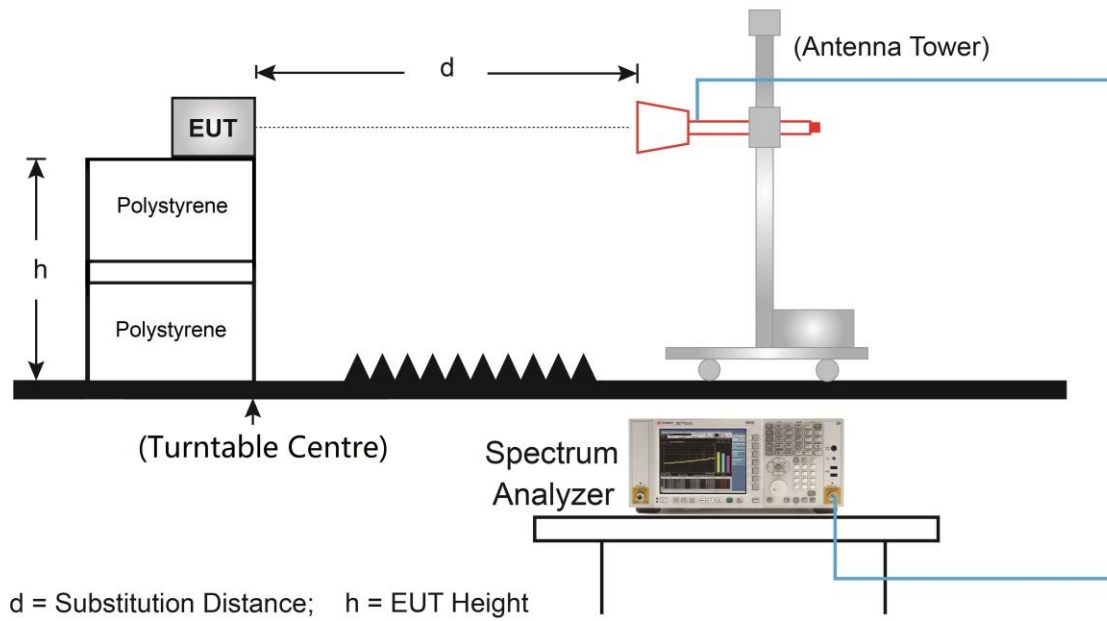 d
(Antenna Tower)
EUT
Polystyrene
h
Polystyrene
(Turntable Centre)
Spectrum
Analyzer
d = Substitution Distance; h = EUT Height